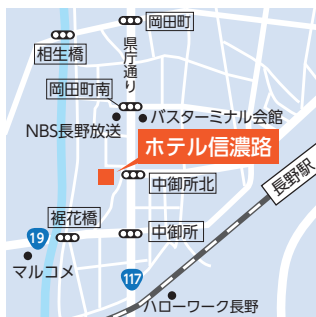 岡田町
相生橋
県庁通り
岡田町南
NBS長野放送
バスターミナル会館
ホテル信濃路
長野駅
中御所北
裾花橋
19
中御所
マルコメ
117
ハローワーク長野